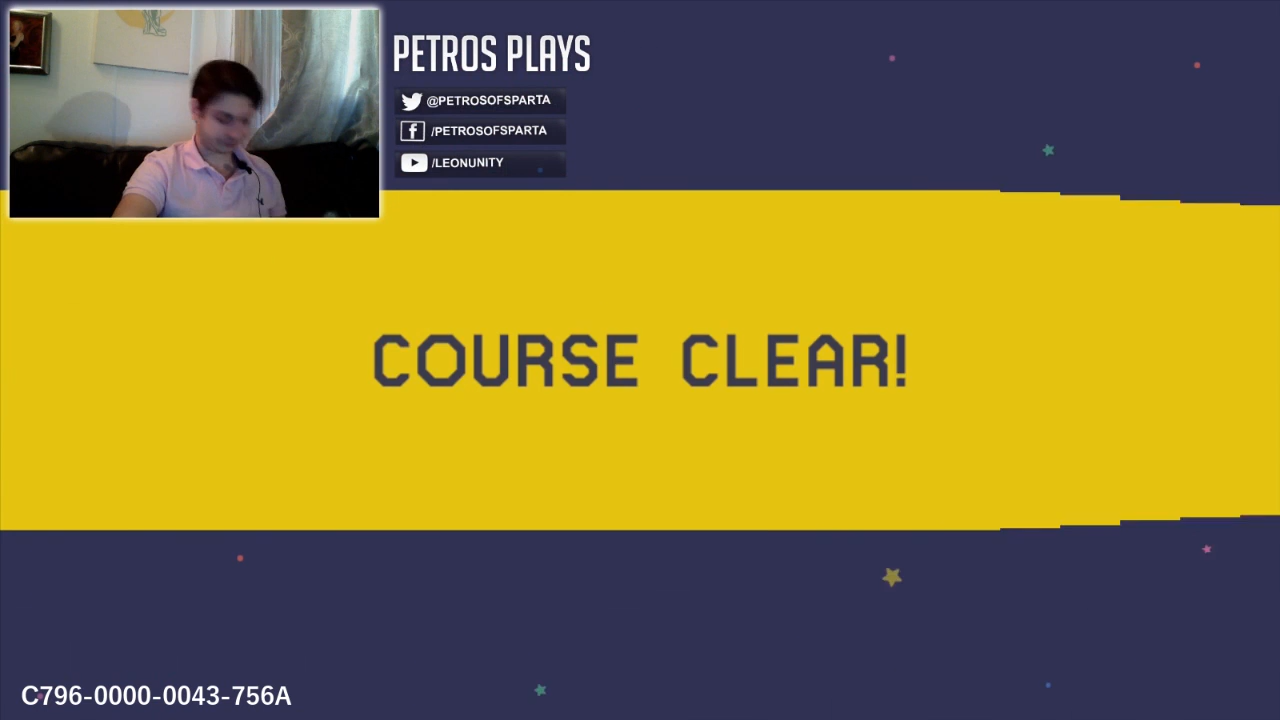 PETROS PLAYS
@PETROSOFSPARTA
/PETROSOFSPARTA
/LEONUNITY
COURSE CLEAR!
C796-0000-0043-756A